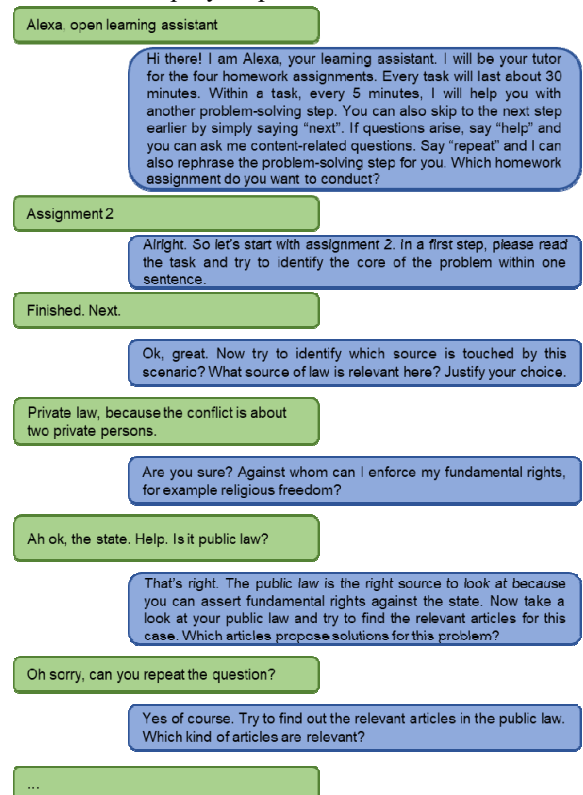 Alexa, open learning assistant
Hi there! I am Alexa, your learning assistant. I will be your tutor
for the four homework assignments. Every task will last about 30
minutes. Within a task, every 5 minutes, I will help you with
another problem-solving step. You can also skip to the next step
earlier by simply saying “next”. If questions arise, say “help” and
you can ask me content-related questions. Say “repeat” and I can
also rephrase the problem-solving step for you. Which homework
assignment do you want to conduct?
Assignment 2
Alright. So let’s start with assignment 2. In a first step, please read
the task and try to identify the core of the problem within one
sentence.
Finished. Next.
Ok, great. Now try to identify which source is touched by this
scenario? What source of law is relevant here? Justify your choice.
Private law, because the conflict is about
two private persons.
Are you sure? Against whom can I enforce my fundamental rights,
for example religious freedom?
Ah ok, the state. Help. Is it public law?
That’s right. The public law is the right source to look at because
you can assert fundamental rights against the state. Now take a
look at your public law and try to find the relevant articles for this
case. Which articles propose solutions for this problem?
Oh sorry, can you repeat the question?
Yes of course. Try to find out the relevant articles in the public law.
Which kind of articles are relevant?
...